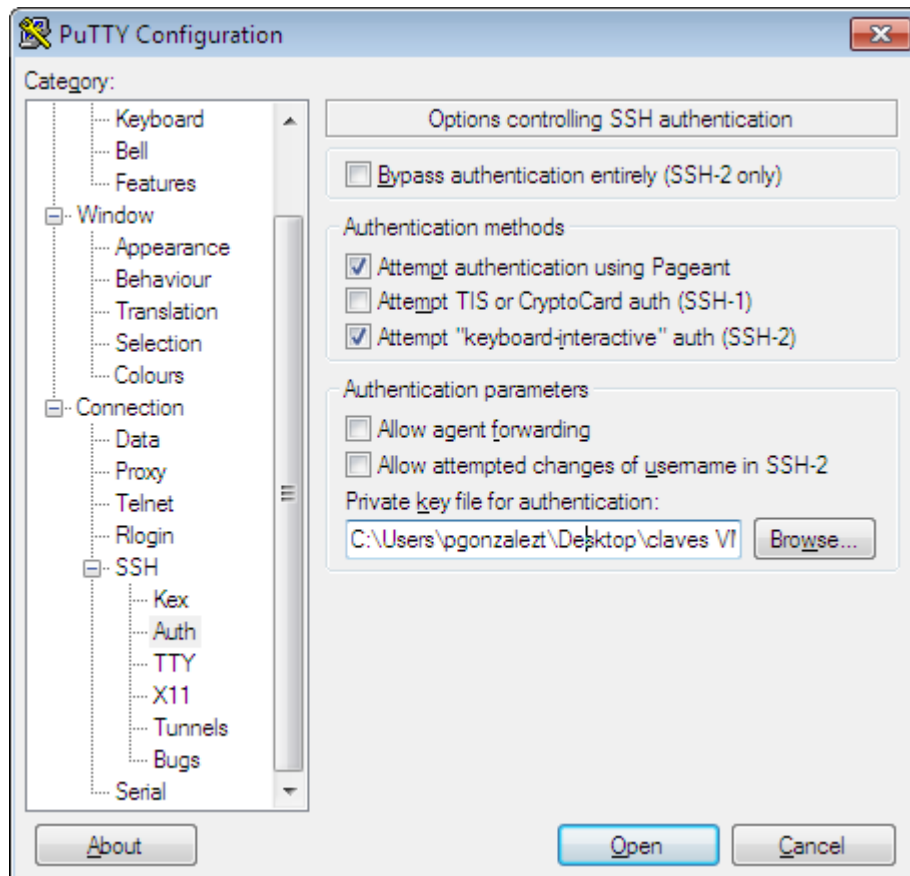 PuTTY Configuration
Category:
Keyboard
Bell
Features
Window
Appearance
Behaviour
Translation
Selection
Colours
Connection
Data
Proxy
Telnet
Rlogin
SSH
Kex
Auth
TTY
X11
Tunnels
Bugs
Serial
Options controlling SSH authentication
Bypass authentication entirely (SSH-2 only)
Authentication methods
Attempt authentication using Pageant
Attempt TIS or CryptoCard auth (SSH-1)
Attempt "keyboard-interactive" auth (SSH-2)
Authentication parameters
Allow agent forwarding
Allow attempted changes of username in SSH-2
Private key file for authentication:
C:\Users\pgonzalezt\Desktop\claves
Browse...
About
Open
Cancel